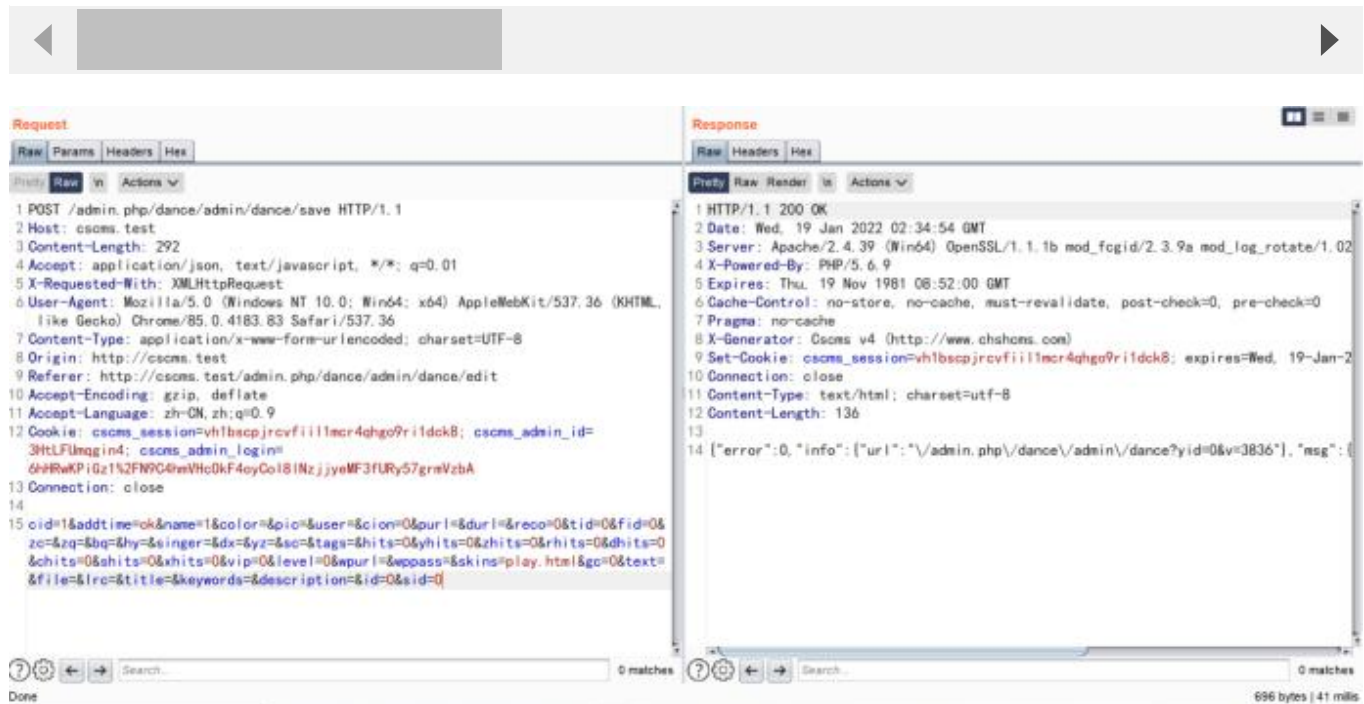 Request
Raw Params Headers Hex
Pretty Raw \n Actions
1 POST /admin.php/dance/admin/dance/save HTTP/1.1
2 Host: cscms.test
3 Content-Length: 292
4 Accept: application/json, text/javascript, */*; q=0.01
5 X-Requested-With: XMLHttpRequest
6 User-Agent: Mozilla/5.0 (Windows NT 10.0; Win64; x64) AppleWebKit/537.36 (KHTML,
like Gecko) Chrome/85.0.4183.83 Safari/537.36
7 Content-Type: application/x-www-form-urlencoded; charset=UTF-8
8 Origin: http://cscms.test
9 Referer: http://cscms.test/admin.php/dance/admin/dance/edit
10 Accept-Encoding: gzip, deflate
11 Accept-Language: zh-CN,zh;q=0.9
12 Cookie: cscms_session=vh1bscpjrcvfiil1mcr4qhgo9ri1dck8; cscms_admin_id=
3HtLFUmqgin4; cscms_admin_login=
13 Connection: close
14
15 cid=1&addtime=ok&name=1&color=&pic=&user=&cion=0&purl=&durl=&reco=0&tid=0&fid=0&
zc=&zq=&bq=&hy=&singer=&dx=&yz=&sc=&tags=&hits=0&yhits=0&zhits=0&rhits=0&dhits=0
&chits=0&shits=0&xhits=0&vip=0&level=0&wpurl=&wppass=&skins=play.html&gc=0&text=
&file=&lrc=&title=&keywords=&description=&id=0&sid=0
Search...
0 matches
Done
Response
Raw Headers Hex
Pretty Raw Render \n Actions
1 HTTP/1.1 200 OK
2 Date: Wed, 19 Jan 2022 02:34:54 GMT
3 Server: Apache/2.4.39 (Win64) OpenSSL/1.1.1b mod_fcgid/2.3.9a mod_log_rotate/1.02
4 X-Powered-By: PHP/5.6.9
5 Expires: Thu, 19 Nov 1981 08:52:00 GMT
6 Cache-Control: no-store, no-cache, must-revalidate, post-check=0, pre-check=0
7 Pragma: no-cache
8 X-Generator: Cscms v4 (http://www.chshcms.com)
9 Set-Cookie: cscms_session=vh1bscpjrcvfiil1mcr4qhgo9ri1dck8; expires=Wed, 19-Jan-2
10 Connection: close
11 Content-Type: text/html; charset=utf-8
12 Content-Length: 136
13
14 {"error":0,"info":{"url":"\/admin.php\/dance\/admin\/dance?yid=0&v=3836"},"msg":{
Search...
0 matches
696 bytes | 41 millis